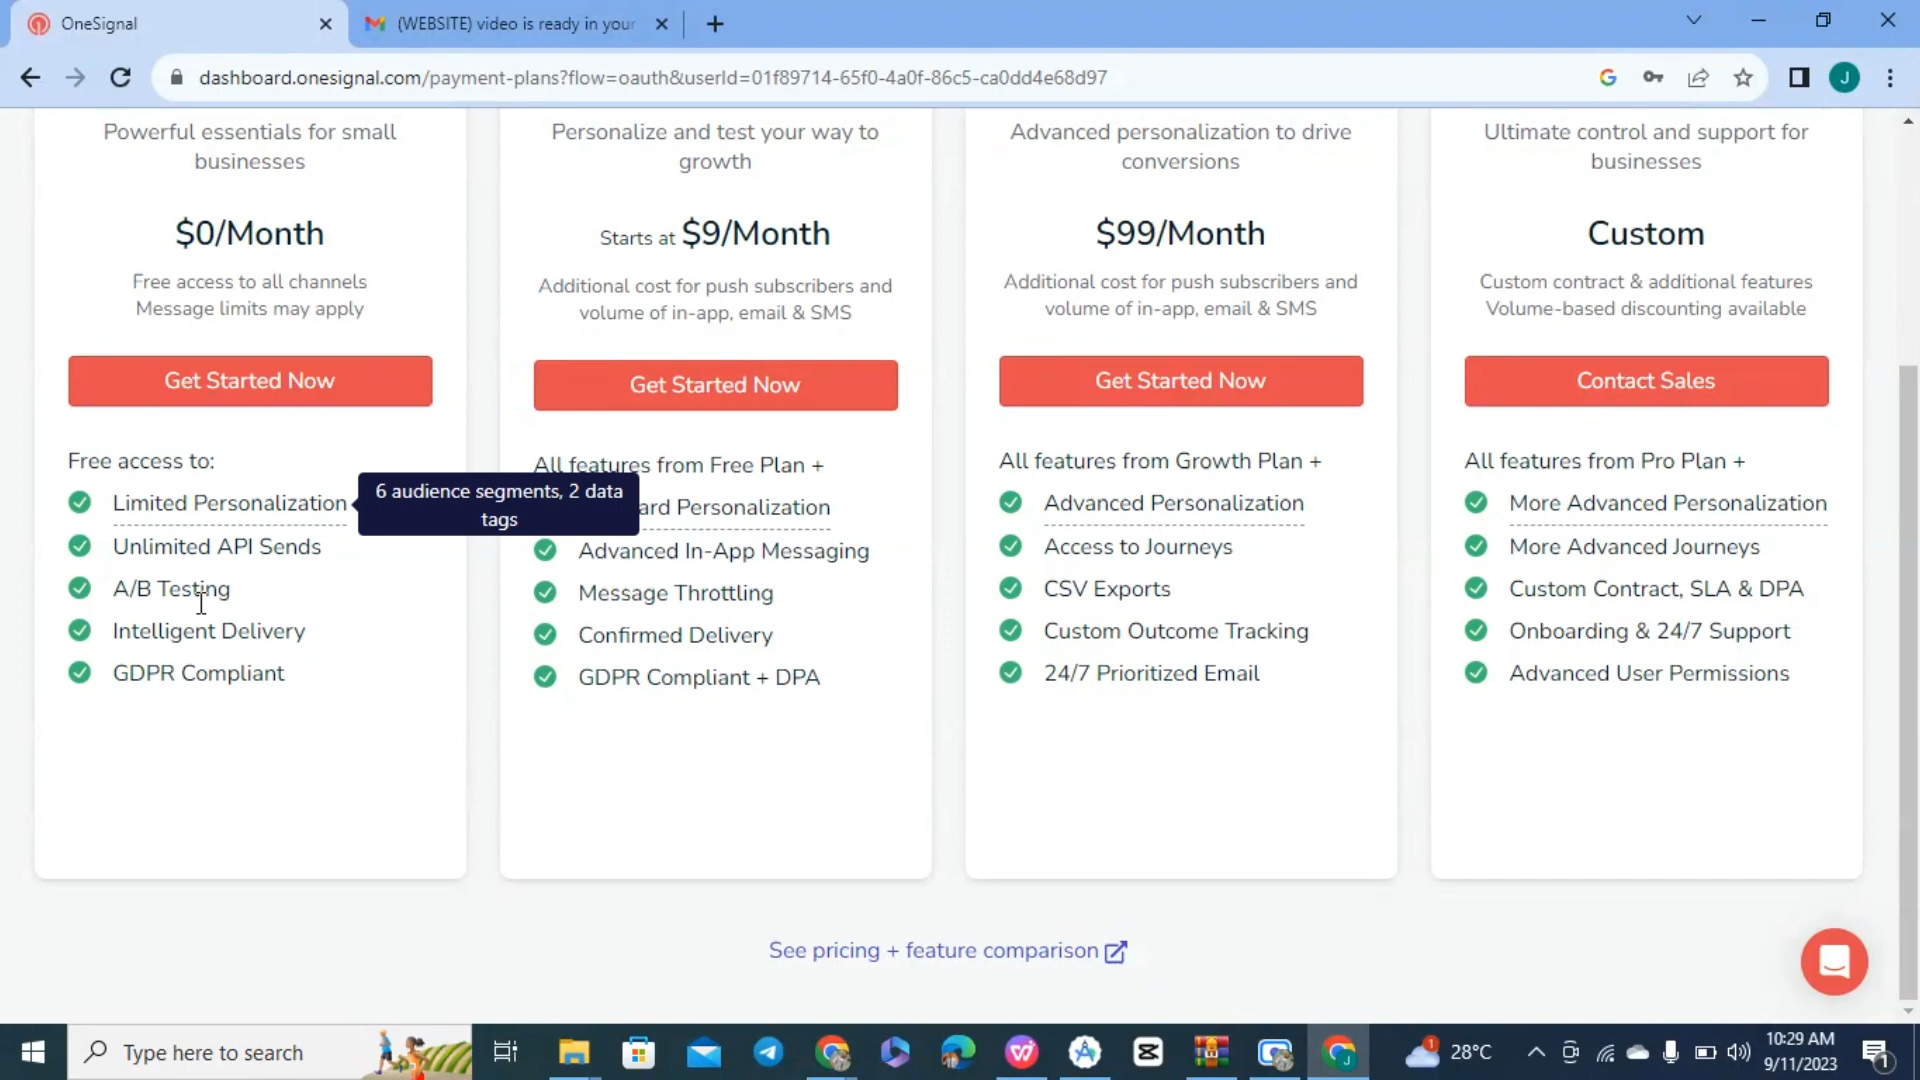 OneSignal
(WEBSITE) video is ready in your
dashboard.onesignal.com/payment-plans?flow=oauth&userId=01f89714-65f0-4a0f-86c5-ca0dd4e68d97
J
Powerful essentials for small
businesses
$0/Month
Free access to all channels
Message limits may apply
Get Started Now
Free access to:
Limited Personalization
6 audience segments, 2 data
tags
Unlimited API Sends
A/B Testing
Intelligent Delivery
GDPR Compliant
Personalize and test your way to
growth
Starts at $9/Month
Additional cost for push subscribers and
volume of in-app, email & SMS
Get Started Now
All features from Free Plan +
ard Personalization
Advanced In-App Messaging
Message Throttling
Confirmed Delivery
GDPR Compliant + DPA
Advanced personalization to drive
conversions
$99/Month
Additional cost for push subscribers and
volume of in-app, email & SMS
Get Started Now
All features from Growth Plan +
Advanced Personalization
Access to Journeys
CSV Exports
Custom Outcome Tracking
24/7 Prioritized Email
Ultimate control and support for
businesses
Custom
Custom contract & additional features
Volume-based discounting available
Contact Sales
All features from Pro Plan +
More Advanced Personalization
More Advanced Journeys
Custom Contract, SLA & DPA
Onboarding & 24/7 Support
Advanced User Permissions
See pricing + feature comparison
Type here to search
J
1
28°C
10:29 AM
9/11/2023
1